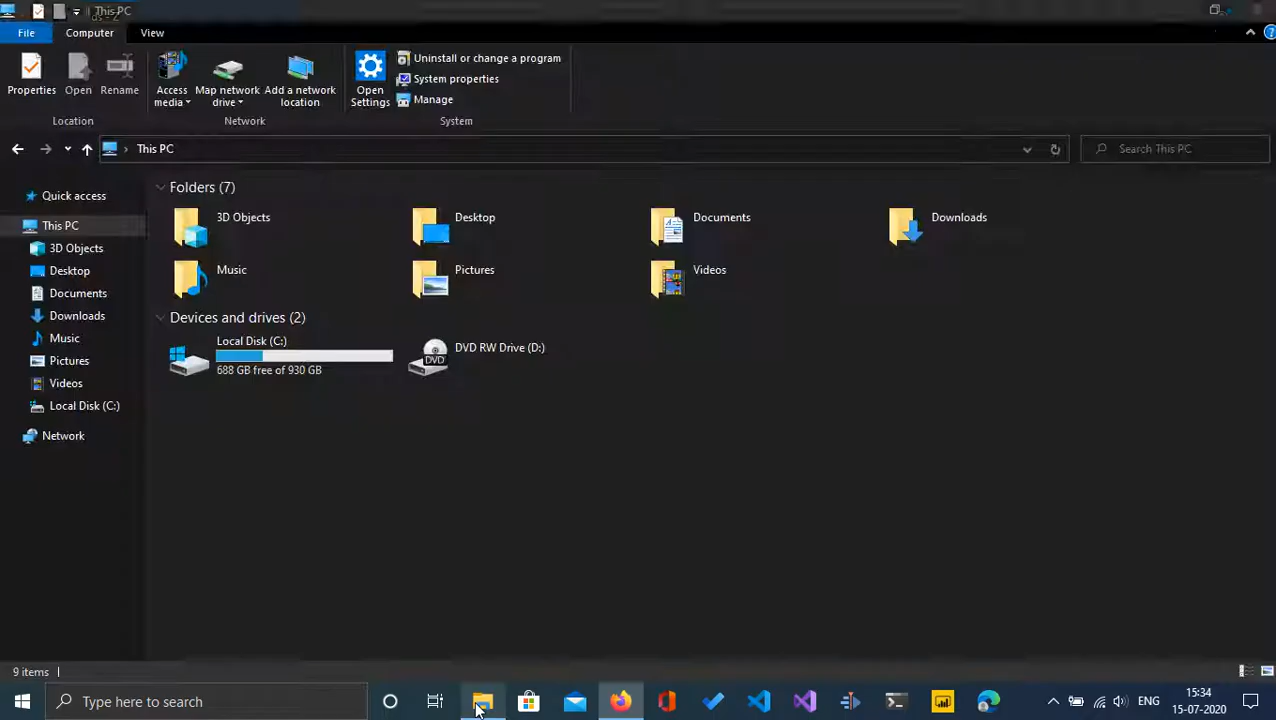 This PC
File Computer View
Properties Open Rename Access media Map network drive Add a network location Open Settings Uninstall or change a program
System properties
Manage
Location Network System
This PC Search This PC
Quick access
This PC
3D Objects
Desktop
Documents
Downloads
Music
Pictures
Videos
Local Disk (C:)
Network
Folders (7)
3D Objects Desktop Documents Downloads
Music Pictures Videos
Devices and drives (2)
Local Disk (C:)
688 GB free of 930 GB
DVD RW Drive (D:)
DVD
9 items
Type here to search
ENG
15:34
15-07-2020